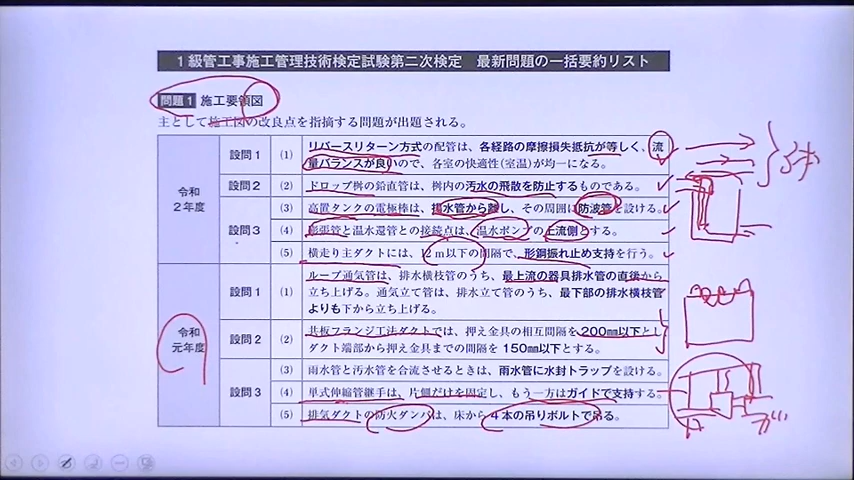 1級管工事施工管理技術検定試験第二次検定 最新問題の一括要約リスト
問題1 施工要領図
主として施工図の改良点を指摘する問題が出題される。
令和
2年度
設問1 (1) リバースリターン方式の配管は、各経路の摩擦損失抵抗が等しく、流
量バランスが良いので、各室の快適性(室温)が均一になる。
設問2 (2) ドロップ桝の鉛直管は、桝内の汚水の飛散を防止するものである。
設問3
(3) 高置タンクの電極棒は、揚水管から離し、その周囲に防波管を設ける。
(4) 膨張管と温水還管との接続点は、温水ポンプの上流側とする。
(5) 横走り主ダクトには、12m以下の間隔で、形鋼振れ止め支持を行う。
令和
元年度
設問1 (1) ループ通気管は、排水横枝管のうち、最上流の器具排水管の直後から
立ち上げる。通気立て管は、排水立て管のうち、最下部の排水横枝管
よりも下から立ち上げる。
設問2 (2) 共板フランジ工法ダクトでは、押え金具の相互間隔を200㎜以下とし、
ダクト端部から押え金具までの間隔を150㎜以下とする。
設問3
(3) 雨水管と汚水管を合流させるときは、雨水管に水封トラップを設ける。
(4) 単式伸縮管継手は、片側だけを固定し、もう一方はガイドで支持する。
(5) 排気ダクトの防火ダンパは、床から4本の吊りボルトで吊る。